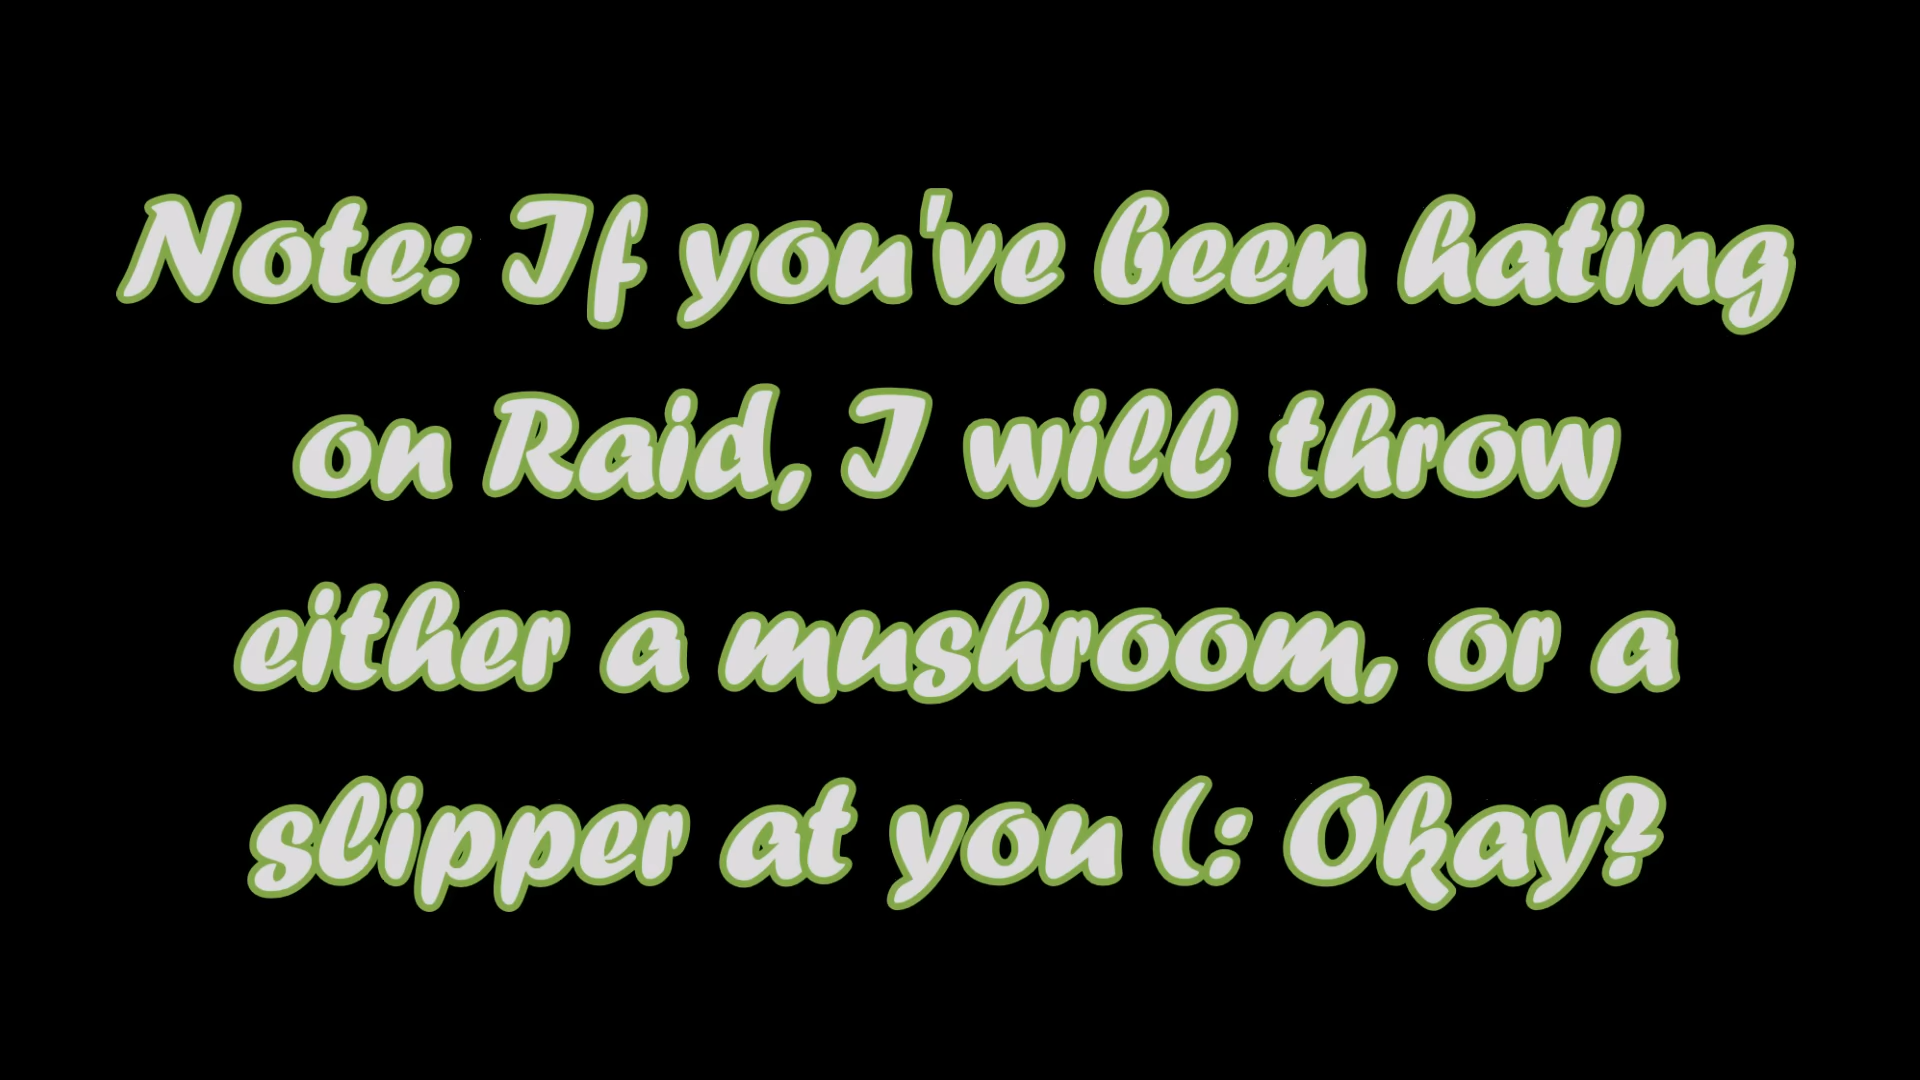 Note: If you've been hating
on Raid, I will throw
either a mushroom, or a
slipper at you (: Okay?